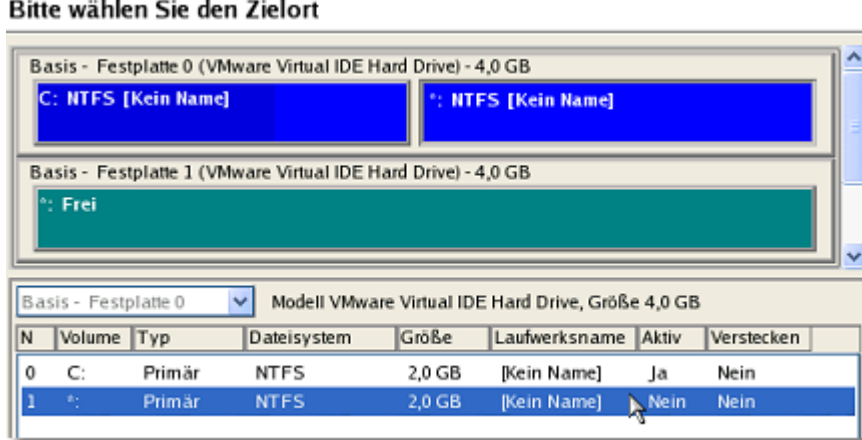 Bitte wählen Sie den Zielort
Basis - Festplatte 0 (VMware Virtual IDE Hard Drive) - 4,0 GB
C: NTFS [Kein Name] *: NTFS [Kein Name]
Basis - Festplatte 1 (VMware Virtual IDE Hard Drive) - 4,0 GB
*: Frei
Basis - Festplatte 0 Modell VMware Virtual IDE Hard Drive, Größe 4,0 GB
N Volume Typ Dateisystem Größe Laufwerksname Aktiv Verstecken
0 C: Primär NTFS 2,0 GB [Kein Name] Ja Nein
1 *: Primär NTFS 2,0 GB [Kein Name] Nein Nein